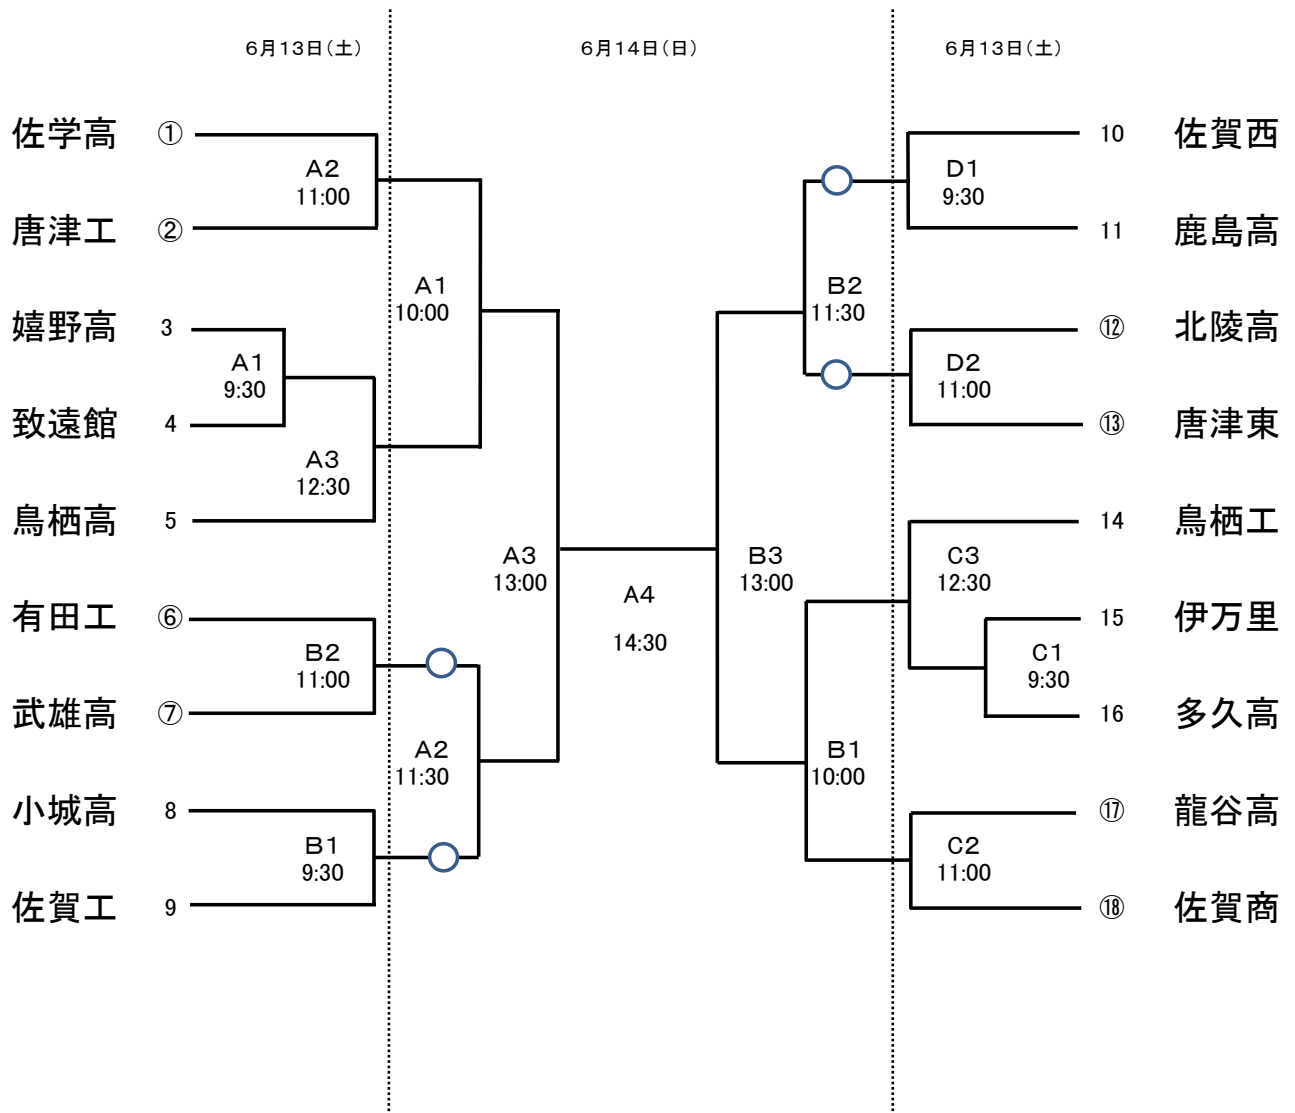 6月13日(土)
6月14日(日)
6月13日(土)
佐学高 ①
A2
11:00
唐津工 ②
A1
10:00
嬉野高 3
A1
9:30
致遠館 4
A3
12:30
鳥栖高 5
A3
13:00
有田工 ⑥
B2
11:00
武雄高 ⑦
A2
11:30
小城高 8
B1
9:30
佐賀工 9
A4
14:30
10 佐賀西
D1
9:30
11 鹿島高
B2
11:30
⑫ 北陵高
D2
11:00
⑬ 唐津東
B3
13:00
14 鳥栖工
C3
12:30
15 伊万里
C1
9:30
16 多久高
B1
10:00
⑰ 龍谷高
C2
11:00
⑱ 佐賀商